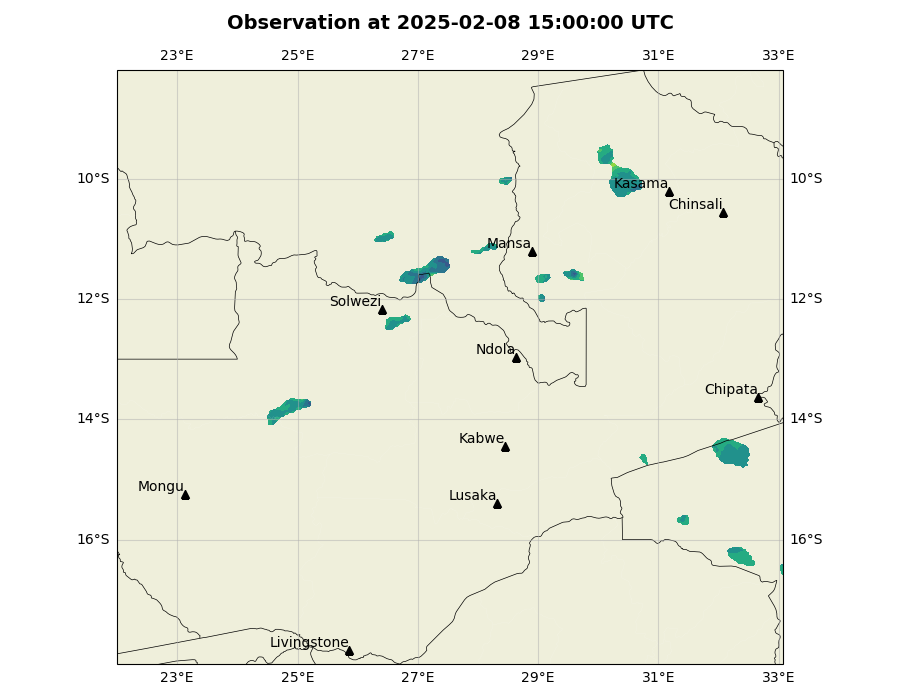 Observation at 2025-02-08 15:00:00 UTC
23°E 25°E 27°E 29°E 31°E 33°E
10°S Kasama 10°S
Chinsali
Mansa
12°S Solwezi 12°S
Ndola
Chipata
14°S 14°S
Kabwe
Mongu Lusaka
16°S 16°S
Livingstone
23°E 25°E 27°E 29°E 31°E 33°E